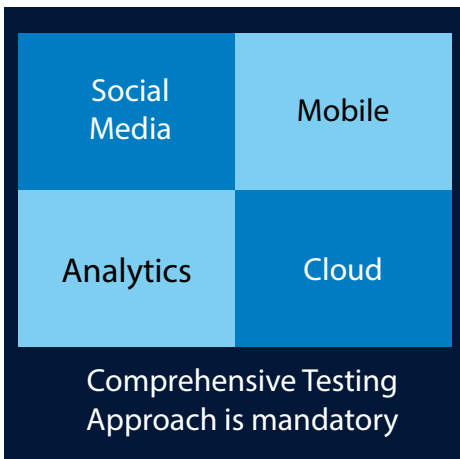 Social
Media
Mobile
Analytics
Cloud
Comprehensive Testing
Approach is mandatory